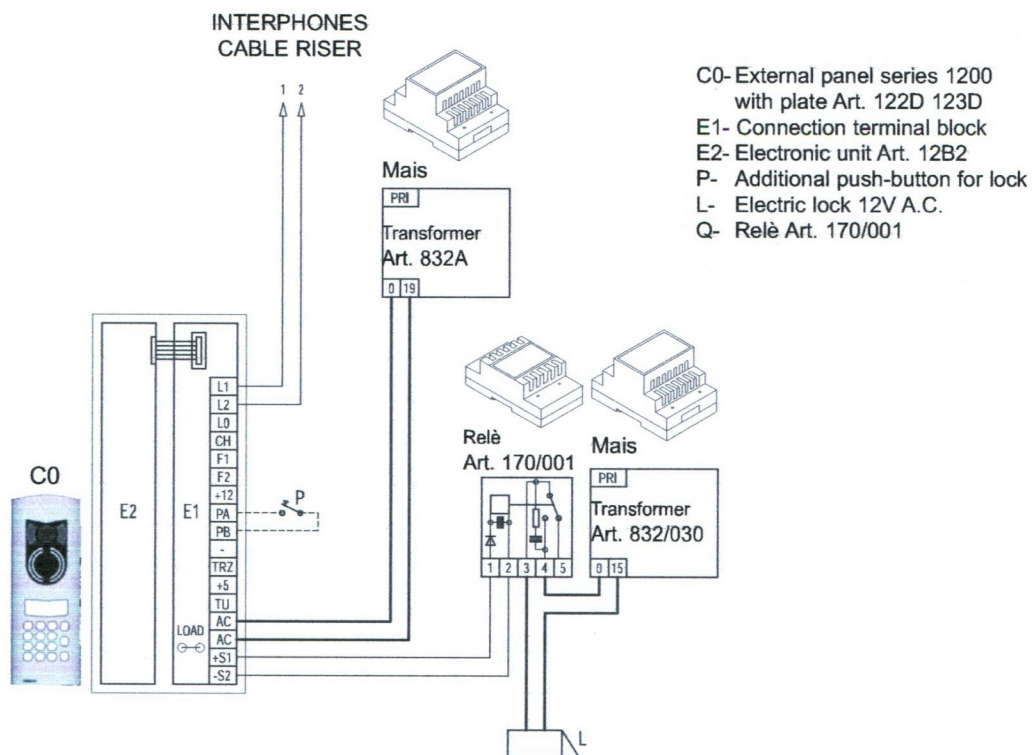 INTERPHONES
CABLE RISER
1 2
C0- External panel series 1200
with plate Art. 122D 123D
E1- Connection terminal block
E2- Electronic unit Art. 12B2
P- Additional push-button for lock
L- Electric lock 12V A.C.
Q- Relè Art. 170/001
Mais
PRI
Transformer
Art. 832A
0 19
C0
E2
E1
L1
L2
L0
CH
F1
F2
+12
PA
PB
-
TRZ
+5
TU
AC
AC
+S1
-S2
LOAD
P
Relè
Art. 170/001
1 2 3 4 5
Mais
PRI
Transformer
Art. 832/030
0 15
L